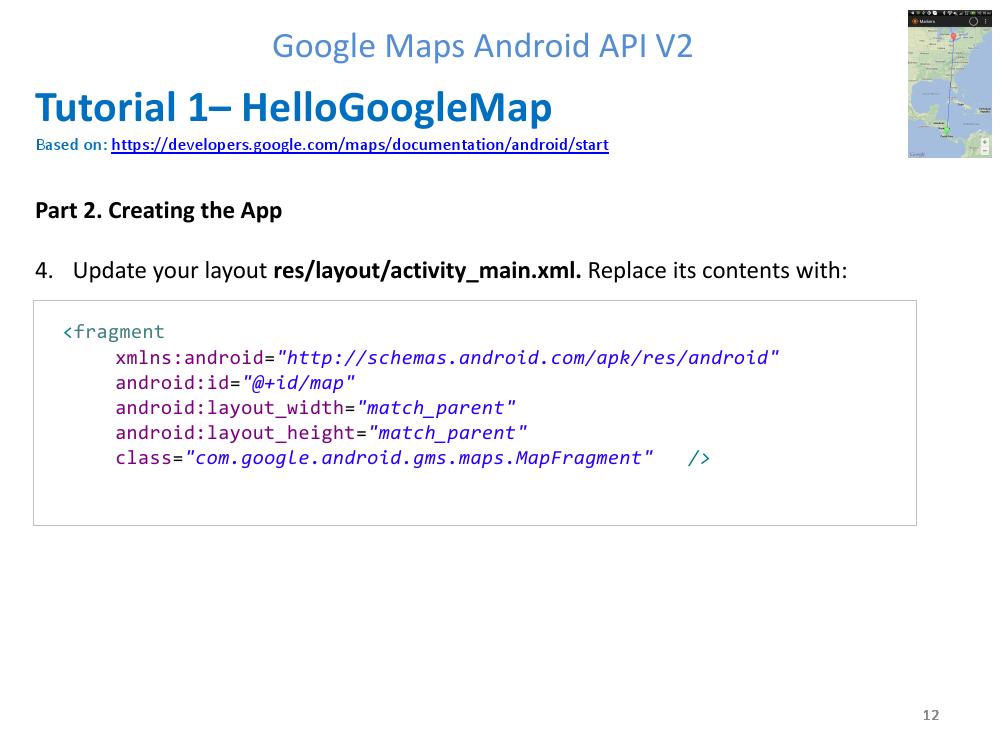 Google Maps Android API V2
Tutorial 1– HelloGoogleMap
Based on: https://developers.google.com/maps/documentation/android/start
Part 2. Creating the App
4. Update your layout res/layout/activity_main.xml. Replace its contents with:
<fragment
xmlns:android="http://schemas.android.com/apk/res/android"
android:id="@+id/map"
android:layout_width="match_parent"
android:layout_height="match_parent"
class="com.google.android.gms.maps.MapFragment" />
12